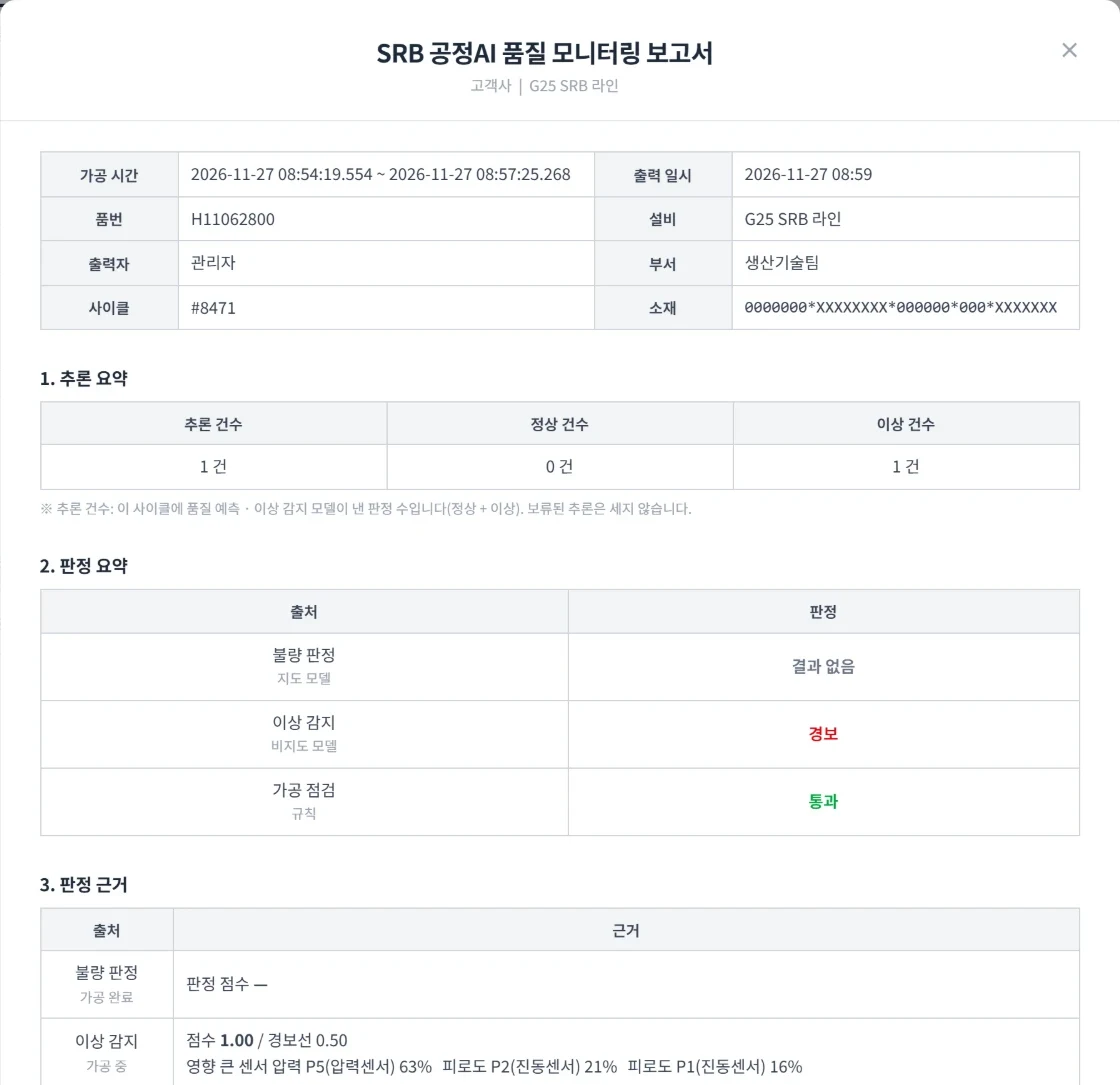 SRB 공정AI 품질 모니터링 보고서
고객사 | G25 SRB 라인
가공 시간 2026-11-27 08:54:19.554 ~ 2026-11-27 08:57:25.268 출력 일시 2026-11-27 08:59
품번 H11062800 설비 G25 SRB 라인
출력자 관리자 부서 생산기술팀
사이클 #8471 소재 0000000*XXXXXXXX*000000*000*XXXXXXX
1. 추론 요약
추론 건수 정상 건수 이상 건수
1 건 0 건 1 건
※ 추론 건수: 이 사이클에 품질 예측 · 이상 감지 모델이 낸 판정 수입니다(정상 + 이상). 보류된 추론은 세지 않습니다.
2. 판정 요약
출처 판정
불량 판정
지도 모델
결과 없음
이상 감지
비지도 모델
경보
가공 점검
규칙
통과
3. 판정 근거
출처 근거
불량 판정
가공 완료
판정 점수 —
이상 감지
가공 중
점수 1.00 / 경보선 0.50
영향 큰 센서 압력 P5(압력센서) 63% 피로도 P2(진동센서) 21% 피로도 P1(진동센서) 16%